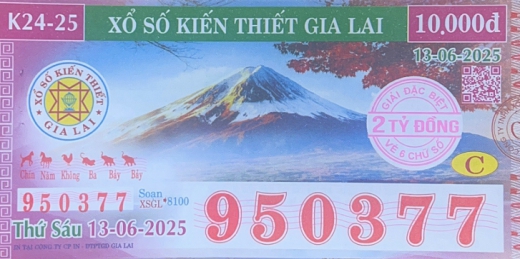 K24-25
XỔ SỐ KIẾN THIẾT GIA LAI
10,000đ
13-06-2025
XỔ SỐ KIẾN THIẾT
GIA LAI
GIẢI ĐẶC BIỆT
2 TỶ ĐỒNG
VÉ 6 CHỮ SỐ
C
Chín Năm Không Ba Bảy Bảy
950377
Soạn
XSGL 8100
950377
Thứ Sáu 13-06-2025